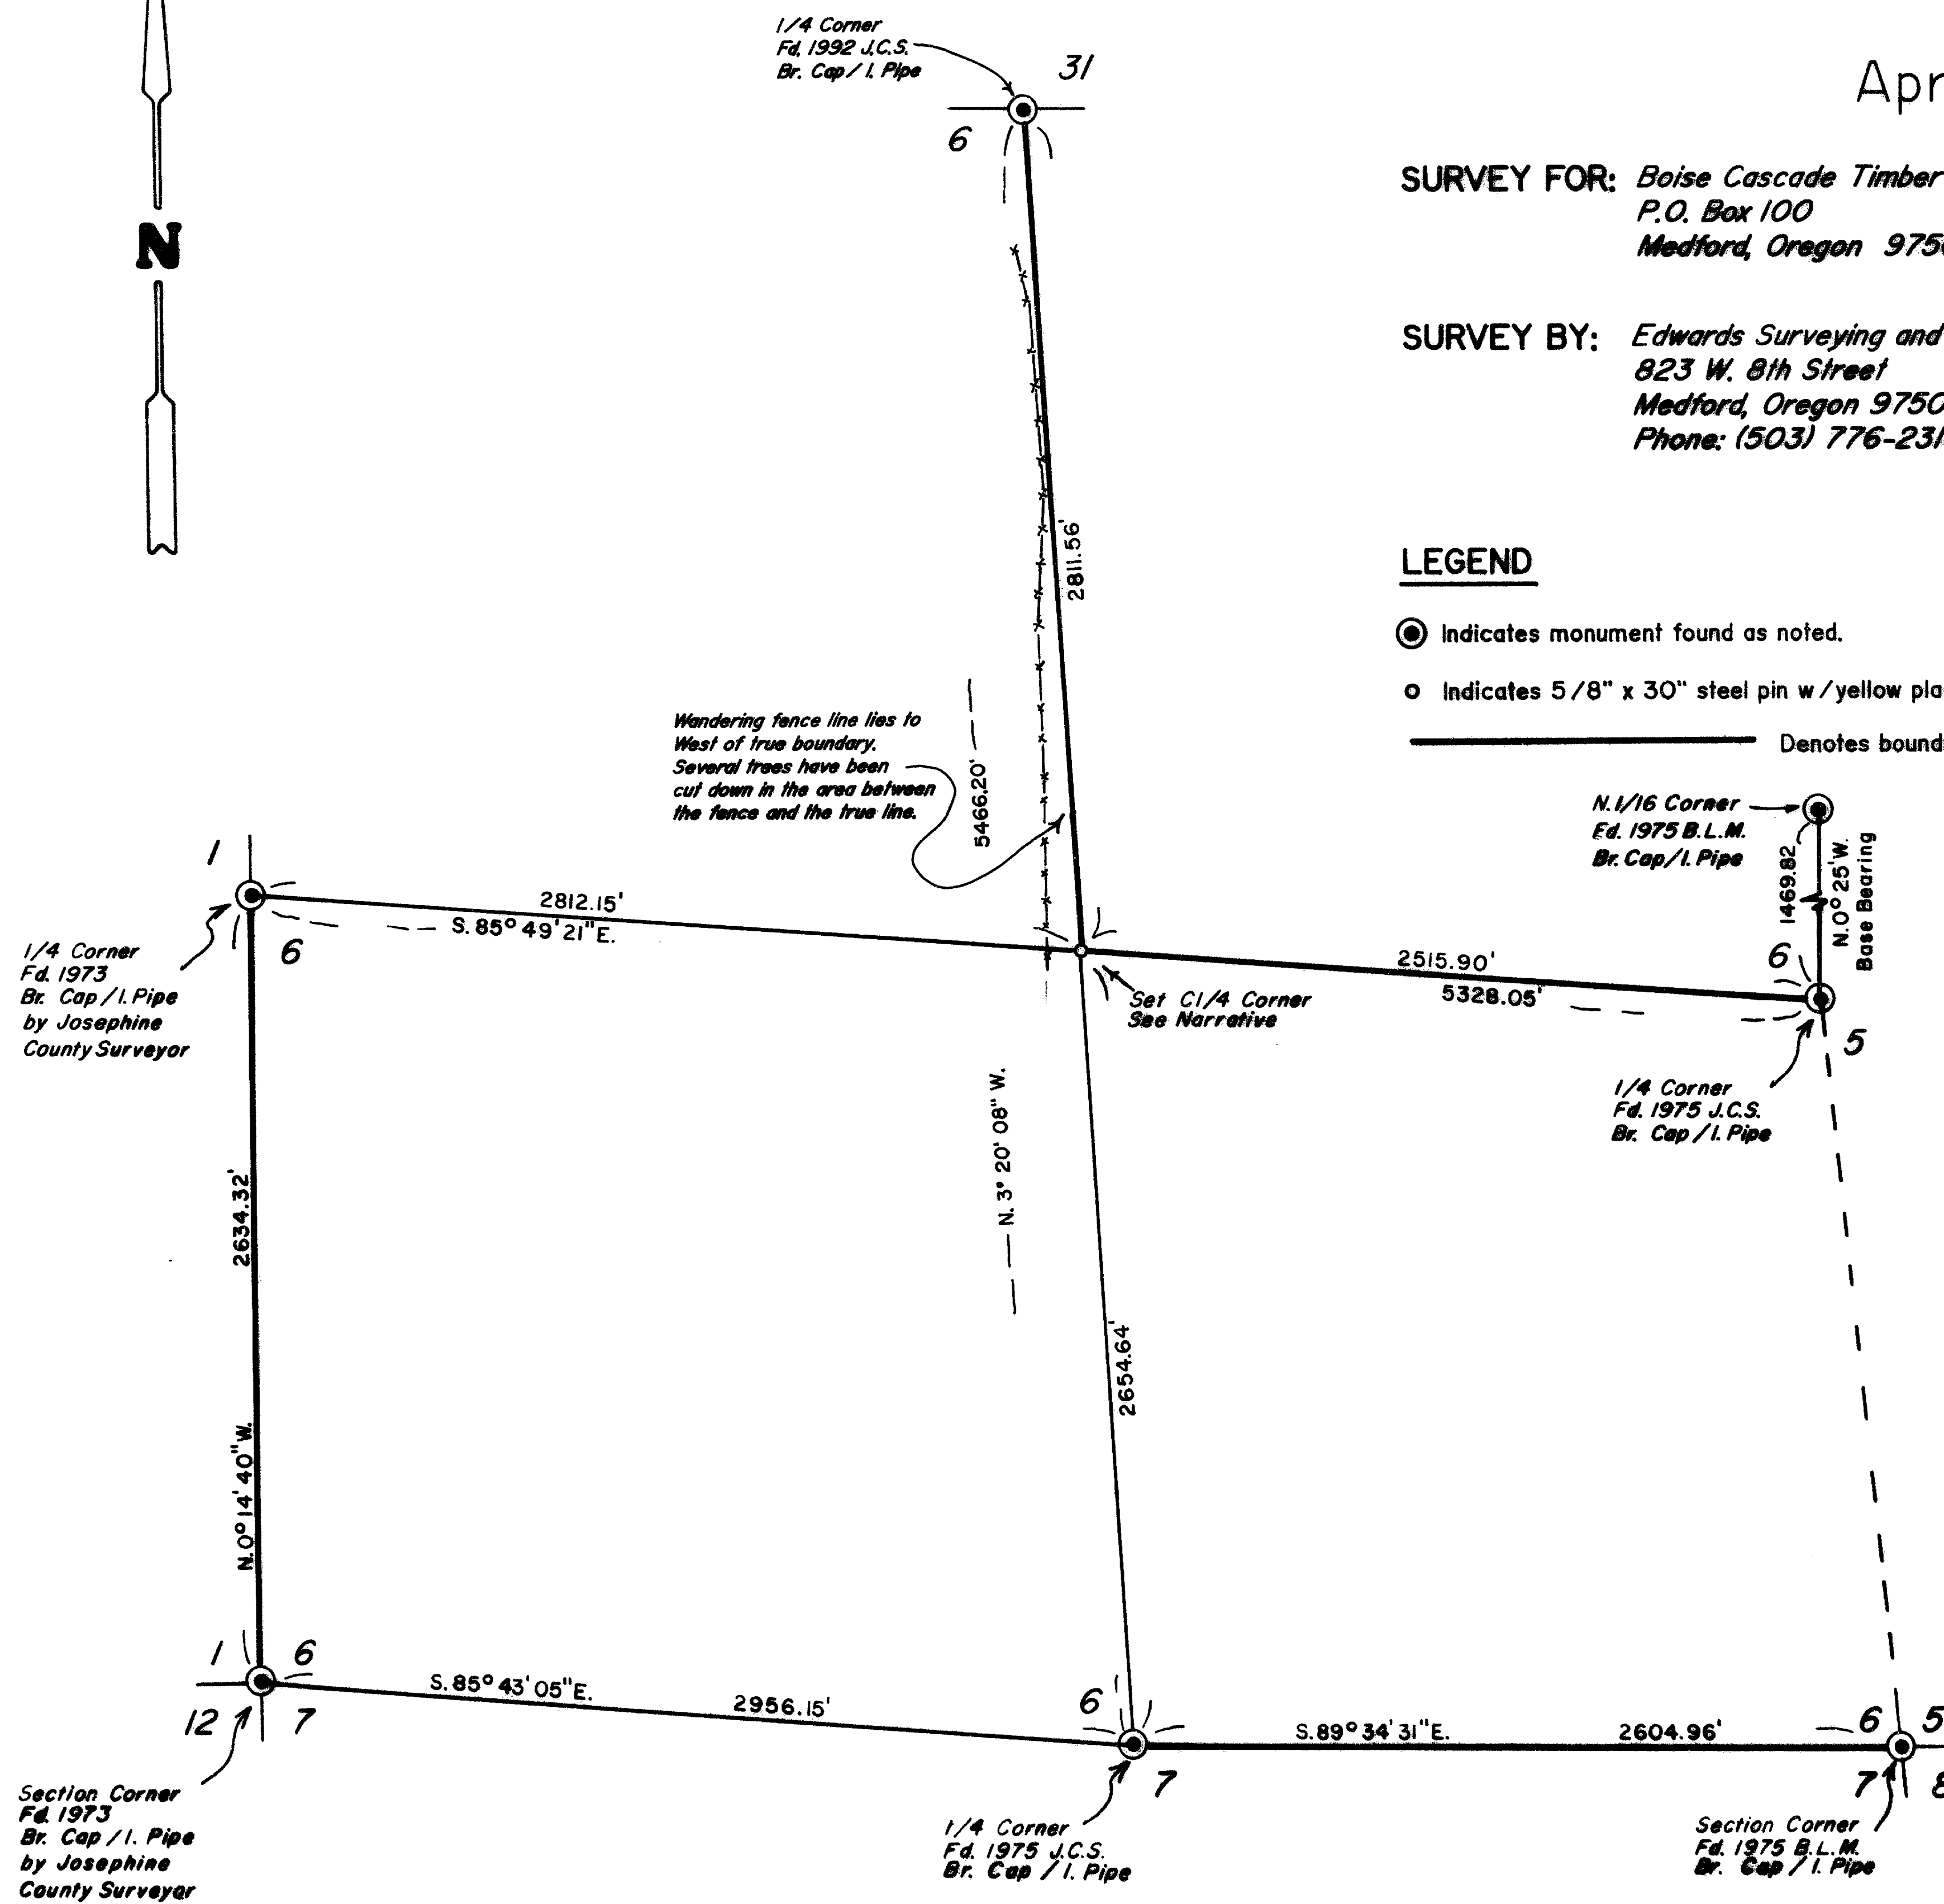 1/4 Corner
Fd. 1992 J.C.S.
Br. Cap / I. Pipe
31
6
Apr
N
SURVEY FOR: Boise Cascade Timber
P.O. Box 100
Medford, Oregon 975
SURVEY BY: Edwards Surveying and
823 W. 8th Street
Medford, Oregon 9750
Phone: (503) 776-231
LEGEND
Indicates monument found as noted.
Indicates 5/8" x 30" steel pin w/yellow pla
Denotes bound
2811.56'
Wandering fence line lies to
West of true boundary.
Several trees have been
cut down in the area between
the fence and the true line.
5466.20'
N. 1/16 Corner
Fd. 1975 B.L.M.
Br. Cap/I. Pipe
1469.82
N. 0° 25' W.
Base Bearing
1
6
2812.15'
S. 85° 49' 21" E.
1/4 Corner
Fd. 1973
Br. Cap / I. Pipe
by Josephine
County Surveyor
2515.90'
5328.05'
6
5
Set C1/4 Corner
See Narrative
1/4 Corner
Fd. 1975 J.C.S.
Br. Cap / I. Pipe
N. 3° 20' 08" W.
2634.32'
N. 0° 14' 40" W.
2654.64'
1
6
12
7
S. 85° 43' 05" E.
2956.15'
6
7
S. 89° 34' 31" E.
2604.96'
6
5
7
8
Section Corner
Fd. 1973
Br. Cap / I. Pipe
by Josephine
County Surveyor
1/4 Corner
Fd. 1975 J.C.S.
Br. Cap / I. Pipe
Section Corner
Fd. 1975 B.L.M.
Br. Cap / I. Pipe